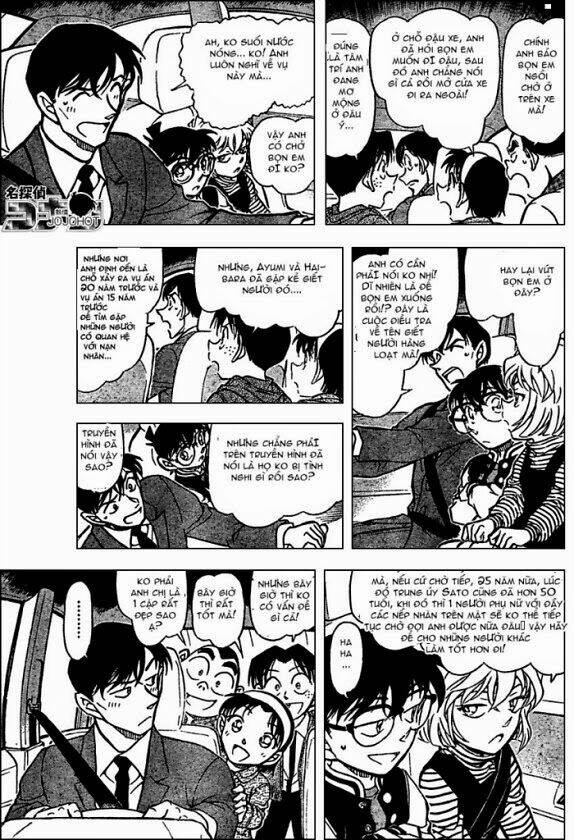 CHÍNH
ANH BẢO
BỌN EM
NGỒI
CHỜ Ở
TRÊN XE
MÀ!
Ở CHỖ ĐẬU XE, ANH
ĐÃ HỎI BỌN EM
MUỐN ĐI ĐÂU, SAU
ĐÓ ANH CHẲNG NÓI
GÌ CẢ RỒI MỞ CỬA XE
ĐI RA NGOÀI!
ĐÚNG
LÀ TÂM
TRÍ ANH
ĐANG
MƠ
MỘNG
Ở ĐÂU
Ý...
AH, KO SUỐI NƯỚC
NÓNG... KO! ANH
LUÔN NGHĨ VỀ VỤ
NÀY MÀ...
VẬY ANH
CÓ CHỞ
BỌN EM
ĐI KO?
名探偵
コナン
JOUQHOT
HAY LẠI VỨT
BỌN EM Ở
ĐÂY?
ANH CÓ CẦN
PHẢI NÓI KO NHỈ!
DĨ NHIÊN LÀ ĐỂ
BỌN EM XUỐNG
RỒI!? ĐÂY LÀ
CUỘC ĐIỀU TRA
VỀ TÊN GIẾT
NGƯỜI HÀNG
LOẠT MÀ!
NHƯNG, AYUMI VÀ HAI-
BARA ĐÃ GẶP KẺ GIẾT
NGƯỜI ĐÓ....
NHƯNG NƠI
ANH ĐỊNH ĐẾN LÀ
CHỖ XẢY RA VỤ ÁN
20 NĂM TRƯỚC VÀ
VỤ ÁN 15 NĂM
TRƯỚC
ĐỂ TÌM GẶP
NHỮNG NGƯỜI
CÓ QUAN HỆ
VỚI NẠN
NHÂN...
NHƯNG CHẲNG PHẢI
TRÊN TRUYỀN HÌNH ĐÃ
NÓI LÀ HỌ KO BỊ TÌNH
NGHI GÌ RỒI SAO?
TRUYỀN
HÌNH ĐÃ
NÓI VẬY
SAO?
MÀ, NẾU CỨ CHỜ TIẾP, 25 NĂM NỮA, LÚC
ĐÓ TRUNG ÚY SATO CŨNG ĐÃ HƠN 50
TUỔI, KHI ĐÓ THÌ 1 NGƯỜI PHỤ NỮ VỚI ĐẦY
CÁC NẾP NHĂN TRÊN MẶT SẼ KO THỂ TIẾP
TỤC CHỜ ĐỢI ANH ĐƯỢC NỮA ĐÂU! VẬY HÃY
ĐỂ CHO NHỮNG NGƯỜI KHÁC
LÀM TỐT HƠN ĐI!
HA
HA
...
NHƯNG BÂY
GIỜ THÌ KO
CÓ VẤN ĐỀ
GÌ CẢ!
BÂY
GIỜ THÌ
RẤT
TỐT MÀ!
KO PHẢI
ANH CHỊ LÀ
1 CẶP RẤT
ĐẸP SAO
Ạ?
......